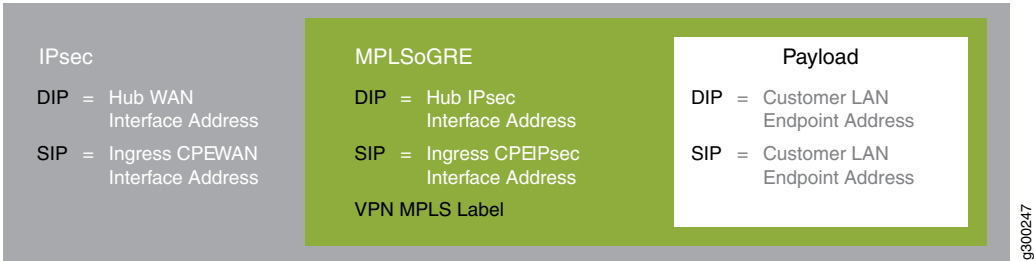 IPsec
DIP = Hub WAN
Interface Address
SIP = Ingress CPEWAN
Interface Address
MPLSoGRE
DIP = Hub IPsec
Interface Address
SIP = Ingress CPEIPsec
Interface Address
VPN MPLS Label
Payload
DIP = Customer LAN
Endpoint Address
SIP = Customer LAN
Endpoint Address
g300247